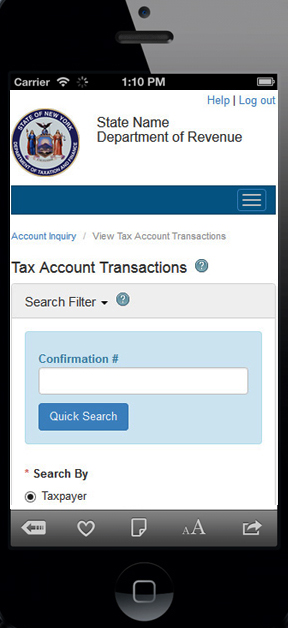 Carrier 1:10 PM
Help | Log out
STATE OF NEW YORK
DEPARTMENT OF TAXATION AND FINANCE
State Name
Department of Revenue
Account Inquiry / View Tax Account Transactions
Tax Account Transactions ?
Search Filter ?
Confirmation #
Quick Search
* Search By
Taxpayer
AA